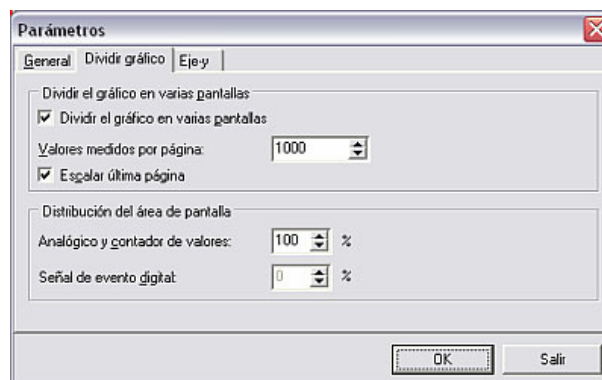 Parámetros
General Dividir gráfico Eje-y
Dividir el gráfico en varias pantallas
Dividir el gráfico en varias pantallas
Valores medidos por página: 1000
Escalar última página
Distribución del área de pantalla
Analógico y contador de valores: 100 %
Señal de evento digital: 0 %
OK Salir